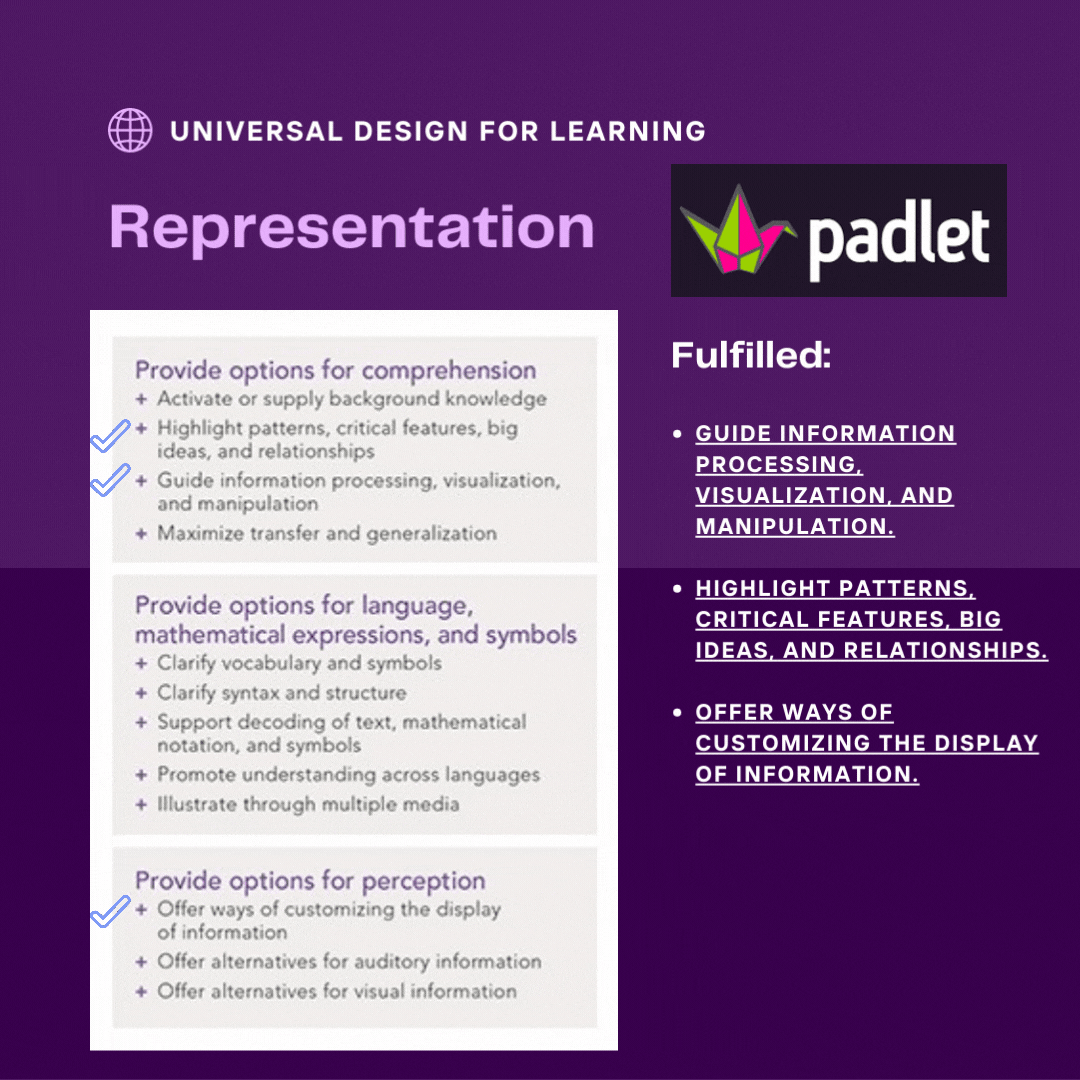 UNIVERSAL DESIGN FOR LEARNING
Representation
padlet
Provide options for comprehension
+ Activate or supply background knowledge
+ Highlight patterns, critical features, big
ideas, and relationships
+ Guide information processing, visualization,
and manipulation
+ Maximize transfer and generalization
Provide options for language,
mathematical expressions, and symbols
+ Clarify vocabulary and symbols
+ Clarify syntax and structure
+ Support decoding of text, mathematical
notation, and symbols
+ Promote understanding across languages
+ Illustrate through multiple media
Provide options for perception
+ Offer ways of customizing the display
of information
+ Offer alternatives for auditory information
+ Offer alternatives for visual information
Fulfilled:
• GUIDE INFORMATION
PROCESSING,
VISUALIZATION, AND
MANIPULATION.
• HIGHLIGHT PATTERNS,
CRITICAL FEATURES, BIG
IDEAS, AND RELATIONSHIPS.
• OFFER WAYS OF
CUSTOMIZING THE DISPLAY
OF INFORMATION.